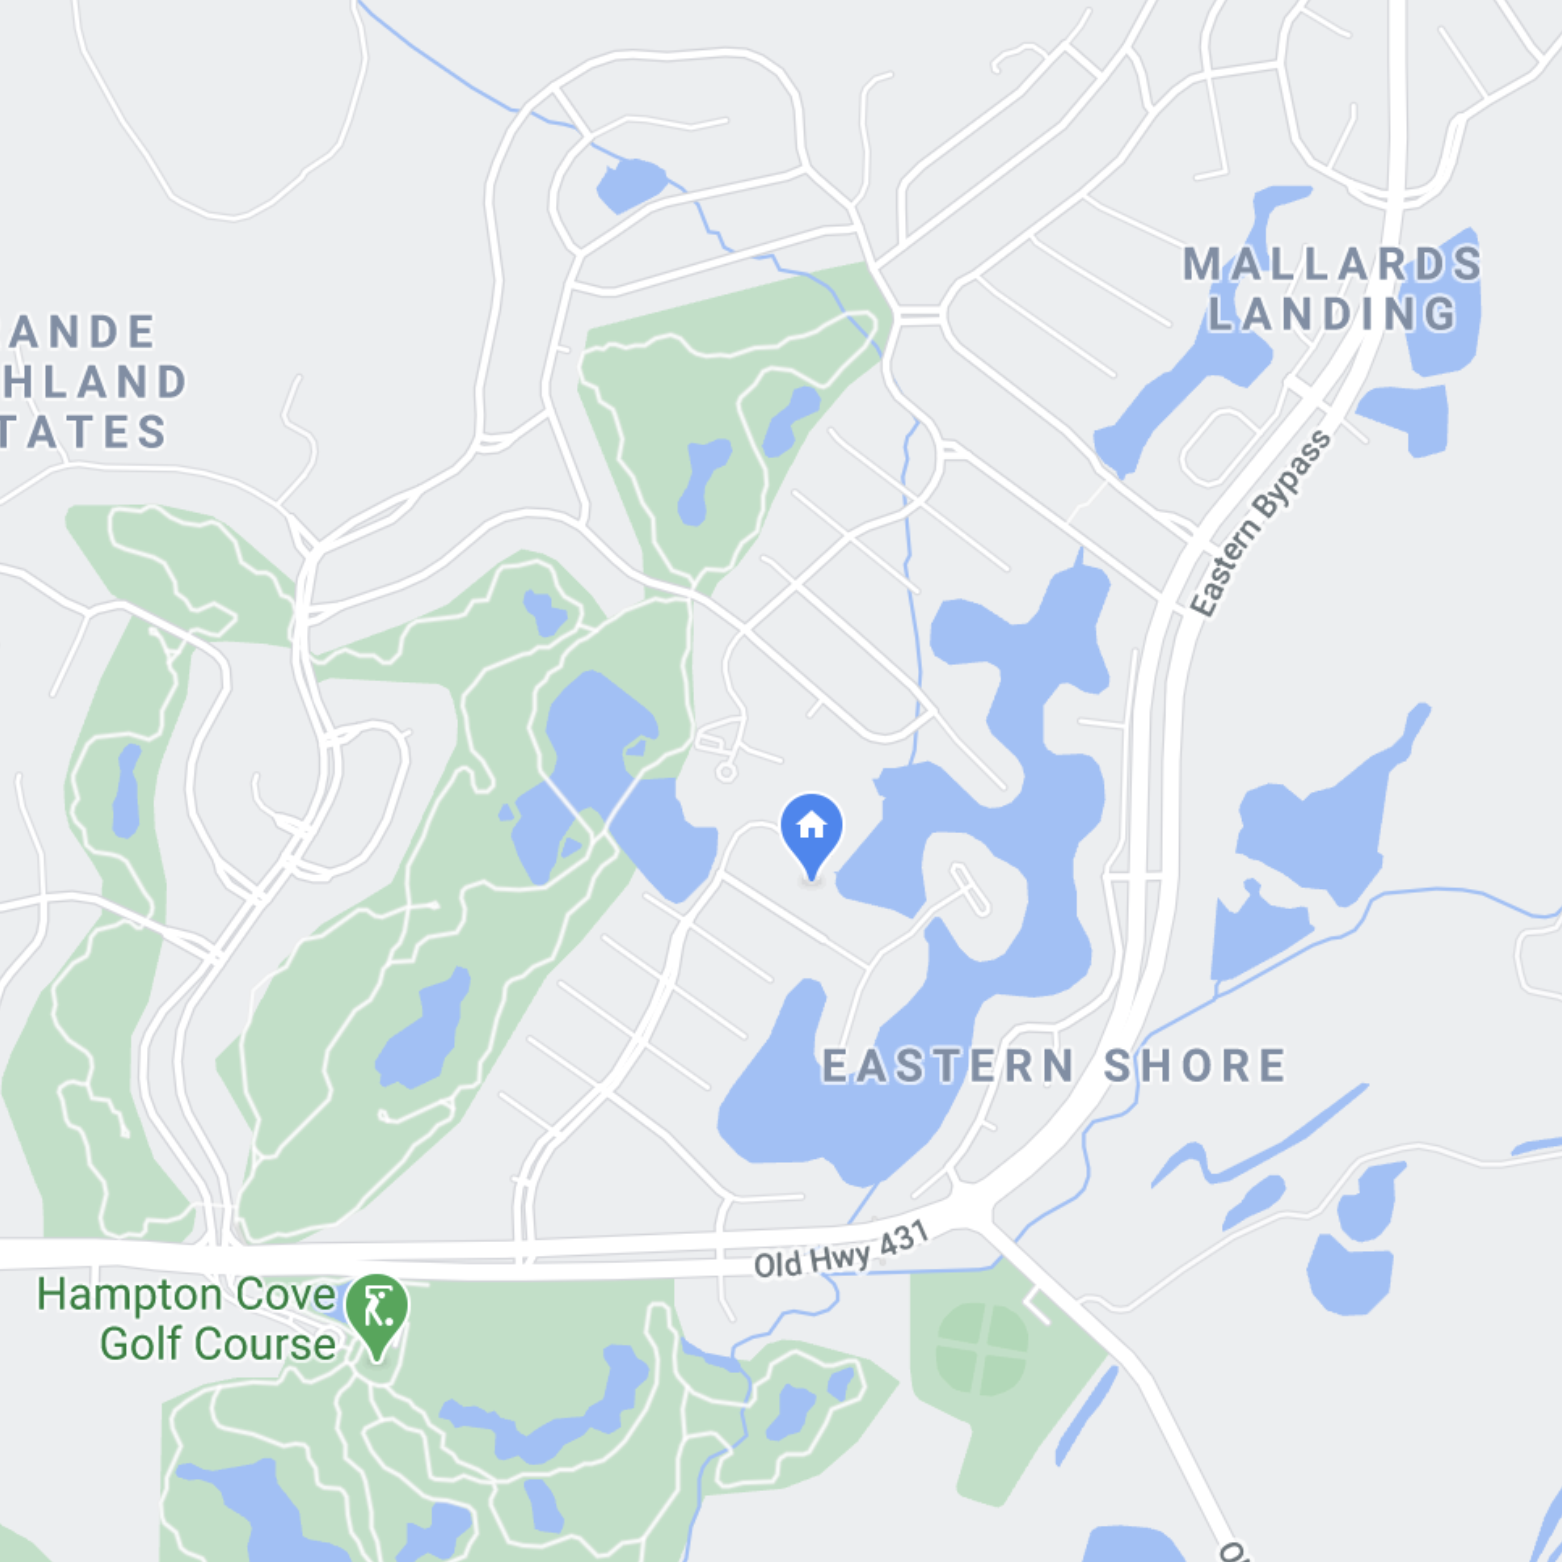 MALLARDS
LANDING
ANDE
HLAND
TATES
Eastern Bypass
EASTERN SHORE
Old Hwy 431
Hampton Cove
Golf Course